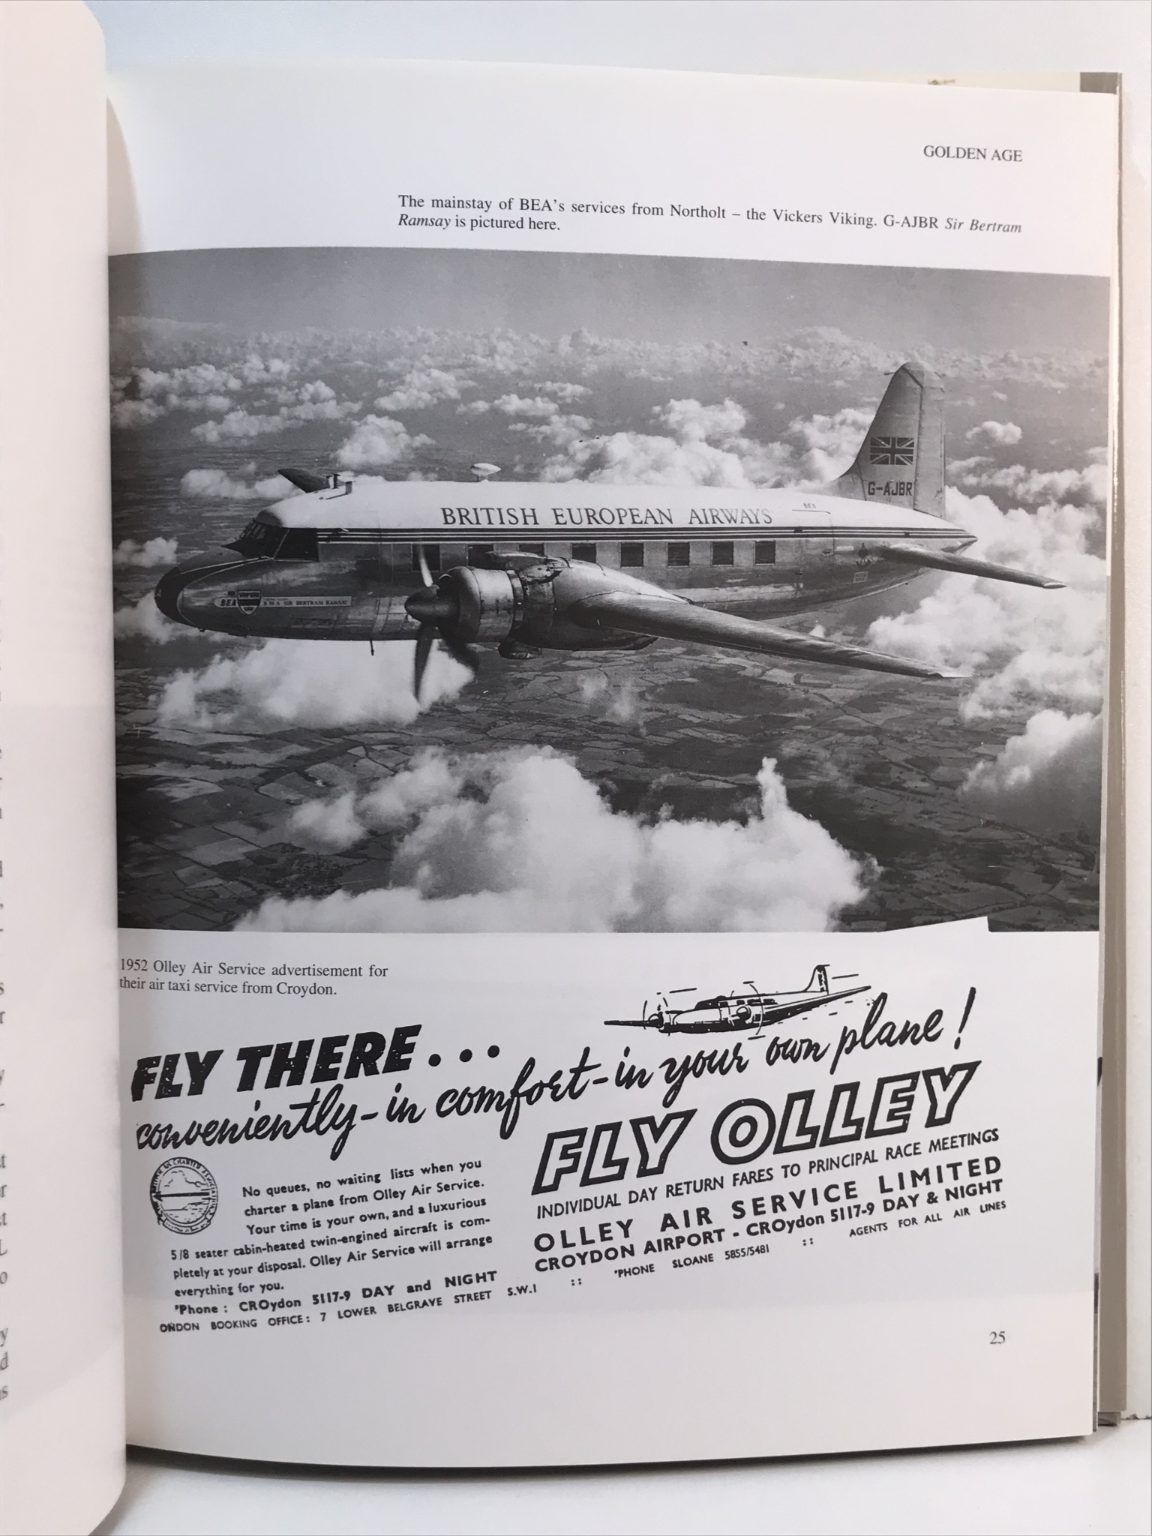 GOLDEN AGE
The mainstay of BEA's services from Northolt – the Vickers Viking. G-AJBR Sir Bertram
Ramsay is pictured here.
G-AJBR
BRITISH EUROPEAN AIRWAYS
BEA
BEA
R.M.A. SIR BERTRAM RAMSAY
1952 Olley Air Service advertisement for
their air taxi service from Croydon.
FLY THERE...
conveniently-in comfort-in your own plane!
No queues, no waiting lists when you
charter a plane from Olley Air Service.
Your time is your own, and a luxurious
5/8 seater cabin-heated twin-engined aircraft is com-
pletely at your disposal. Olley Air Service will arrange
everything for you.
'Phone : CROydon 5117-9 DAY and NIGHT
ONDON BOOKING OFFICE: 7 LOWER BELGRAVE STREET S.W.1 :: 'PHONE SLOANE 5855/5481 :: AGENTS FOR ALL AIR LINES
FLY OLLEY
INDIVIDUAL DAY RETURN FARES TO PRINCIPAL RACE MEETINGS
OLLEY AIR SERVICE LIMITED
CROYDON AIRPORT - CROydon 5117-9 DAY & NIGHT
25